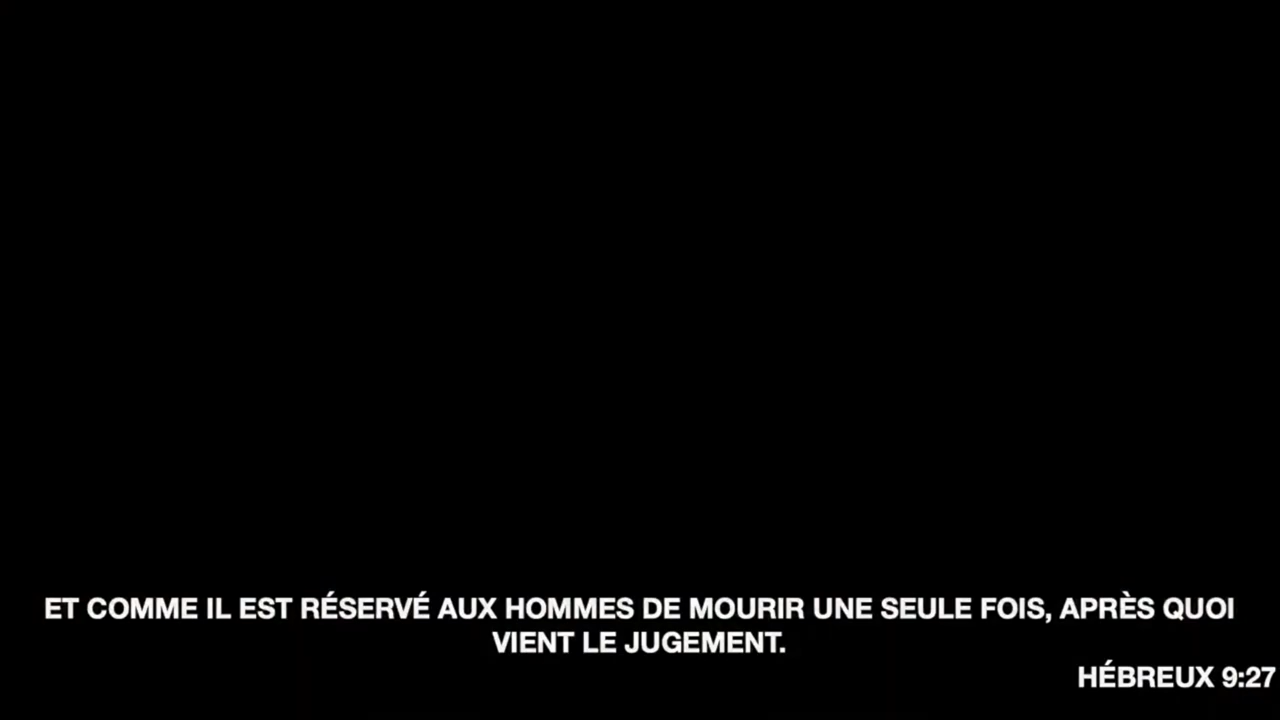 ET COMME IL EST RÉSERVÉ AUX HOMMES DE MOURIR UNE SEULE FOIS, APRÈS QUOI
VIENT LE JUGEMENT.
HÉBREUX 9:27